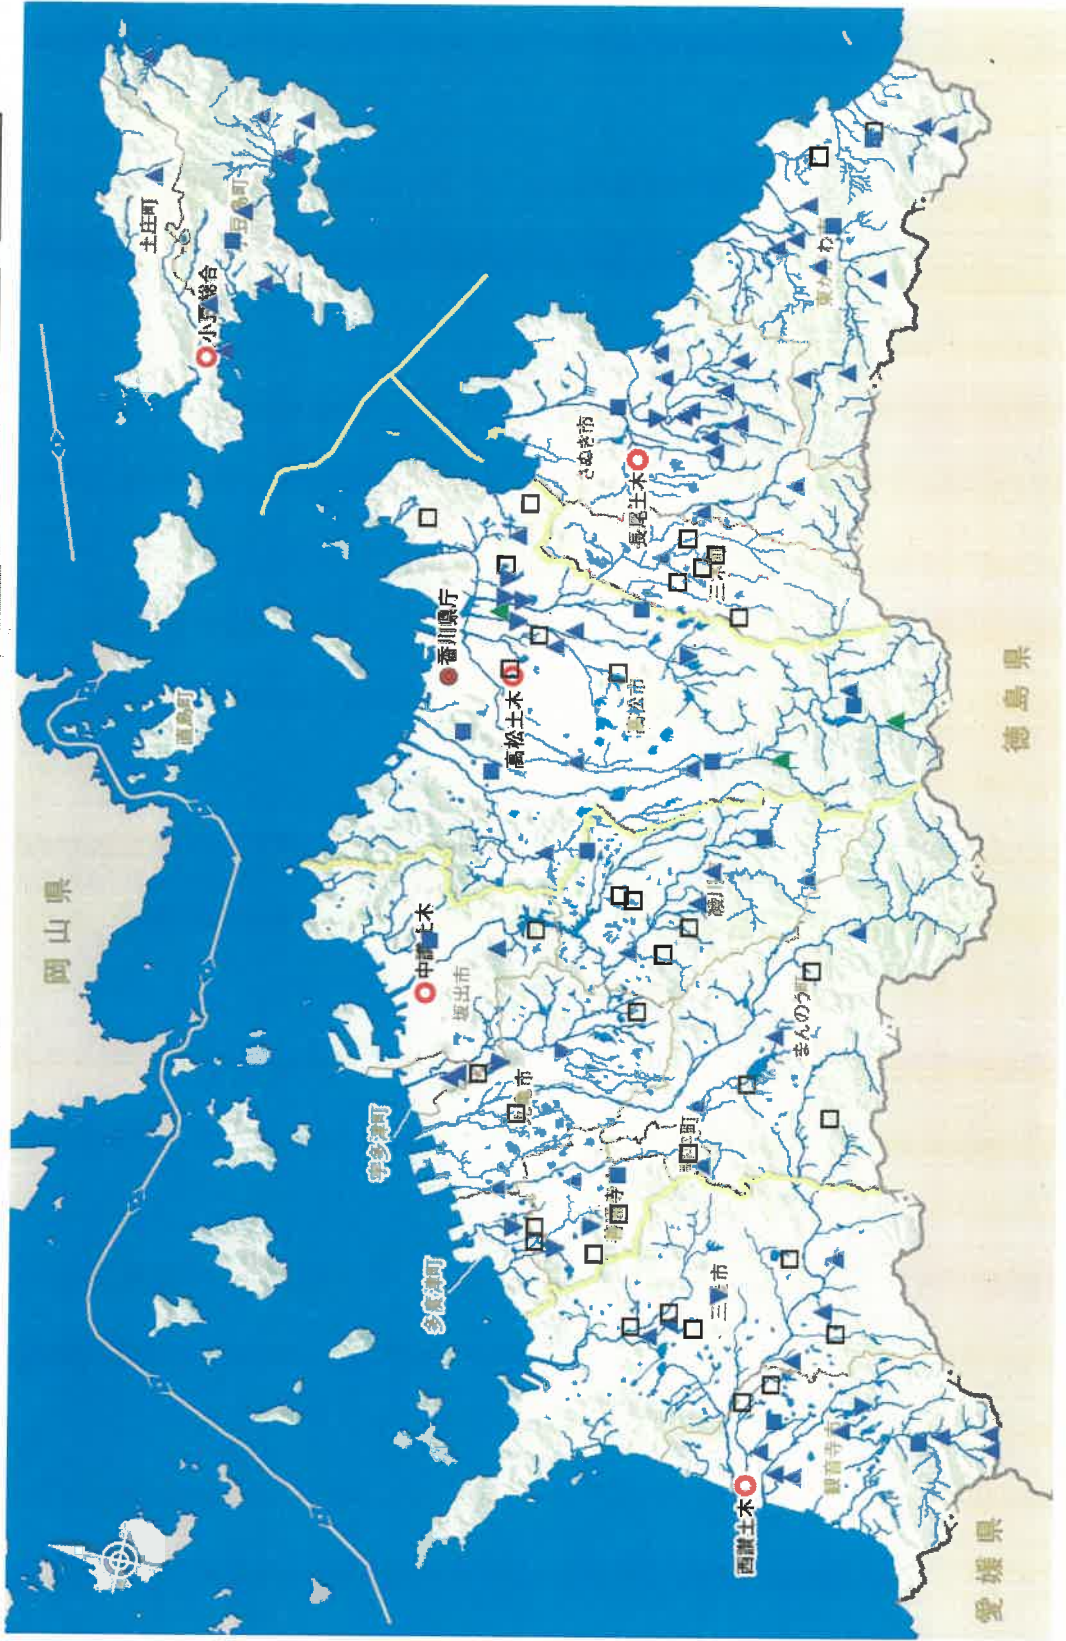 岡山県
土庄町
小豆島町
小豆総合
直島町
香川県庁
高松土木
高松市
さぬき市
長尾土木
三木町
東かがわ市
中讃土木
坂出市
宇多津町
丸亀市
多度津町
善通寺市
琴平町
綾川町
まんのう町
三豊市
観音寺市
西讃土木
徳島県
愛媛県